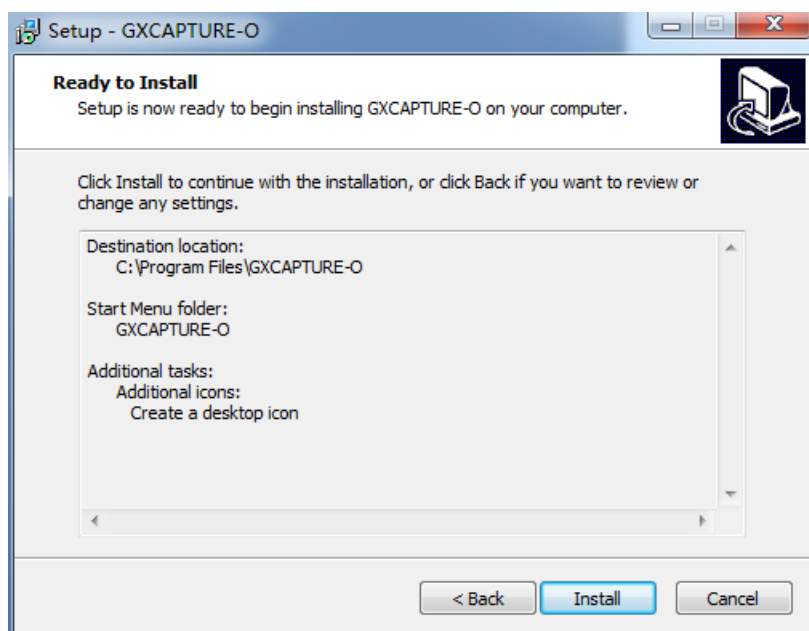 Setup - GXCAPTURE-O
Ready to Install
Setup is now ready to begin installing GXCAPTURE-O on your computer.
Click Install to continue with the installation, or click Back if you want to review or
change any settings.
Destination location:
C:\Program Files\GXCAPTURE-O
Start Menu folder:
GXCAPTURE-O
Additional tasks:
Additional icons:
Create a desktop icon
< Back
Install
Cancel